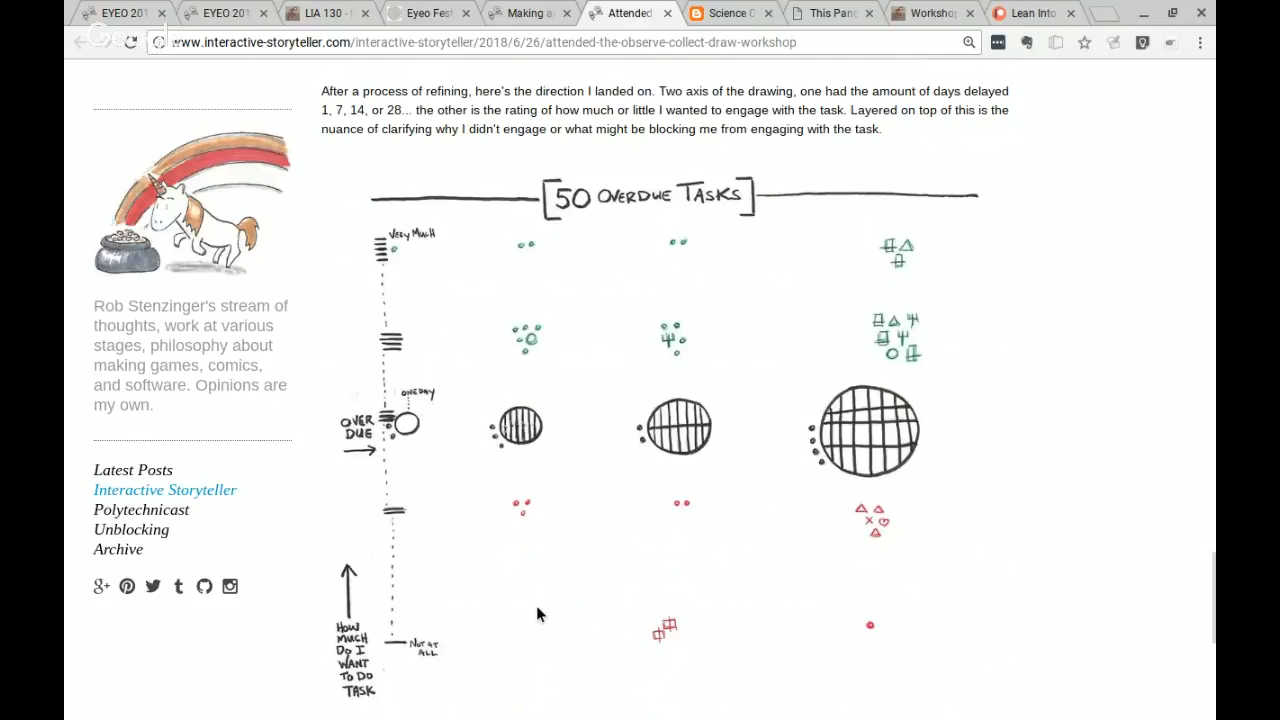 EYEO 201
EYEO 201
LIA 130 -
Eyeo Fest
Making a
Attended
Science C
This Pan
Workshop
Lean Into
www.interactive-storyteller.com/interactive-storyteller/2018/6/26/attended-the-observe-collect-draw-workshop
After a process of refining, here's the direction I landed on. Two axis of the drawing, one had the amount of days delayed
1, 7, 14, or 28... the other is the rating of how much or little I wanted to engage with the task. Layered on top of this is the
nuance of clarifying why I didn't engage or what might be blocking me from engaging with the task.
Rob Stenzinger's stream of
thoughts, work at various
stages, philosophy about
making games, comics,
and software. Opinions are
my own.
Latest Posts
Interactive Storyteller
Polytechnicast
Unblocking
Archive
[50 OVERDUE TASKS]
VERY MUCH
ONE DAY
OVER
DUE
HOW
MUCH
DO I
WANT
TO DO
TASK
NOT AT
ALL